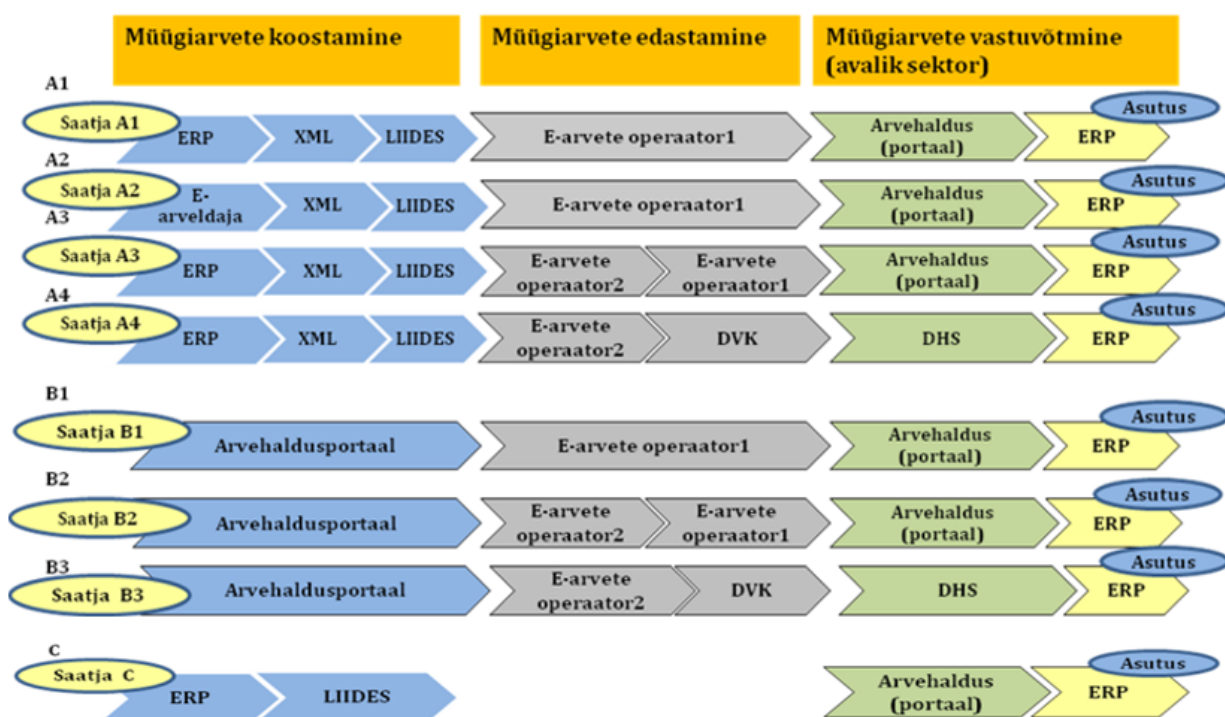 Müügiarvete koostamine
Müügiarvete edastamine
Müügiarvete vastuvõtmine
(avalik sektor)
A1
Saatja A1
ERP
XML
LIIDES
E-arvete operaator1
Arvehaldus
(portaal)
ERP
Asutus
A2
Saatja A2
E-
arveldaja
XML
LIIDES
E-arvete operaator1
Arvehaldus
(portaal)
ERP
Asutus
A3
Saatja A3
ERP
XML
LIIDES
E-arvete
operaator2
E-arvete
operaator1
Arvehaldus
(portaal)
ERP
Asutus
A4
Saatja A4
ERP
XML
LIIDES
E-arvete
operaator2
DVK
DHS
ERP
Asutus
B1
Saatja B1
Arvehaldusportaal
E-arvete operaator1
Arvehaldus
(portaal)
ERP
Asutus
B2
Saatja B2
Arvehaldusportaal
E-arvete
operaator2
E-arvete
operaator1
Arvehaldus
(portaal)
ERP
Asutus
B3
Saatja B3
Arvehaldusportaal
E-arvete
operaator2
DVK
DHS
ERP
Asutus
C
Saatja C
ERP
LIIDES
Arvehaldus
(portaal)
ERP
Asutus